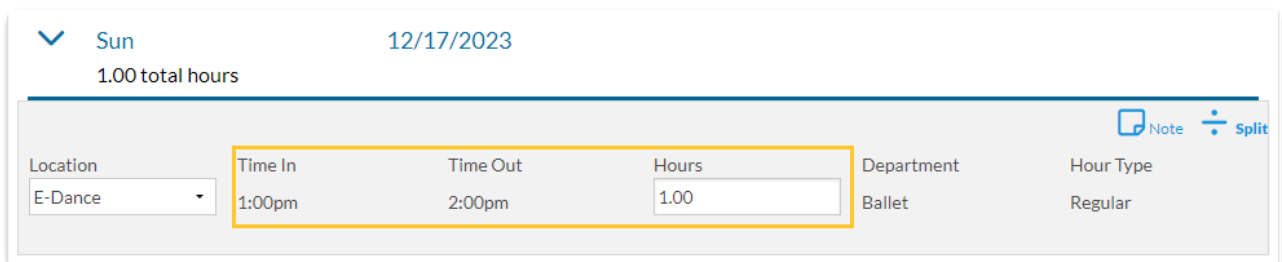 Sun 12/17/2023
1.00 total hours
Note Split
Location Time In Time Out Hours Department Hour Type
E-Dance 1:00pm 2:00pm 1.00 Ballet Regular